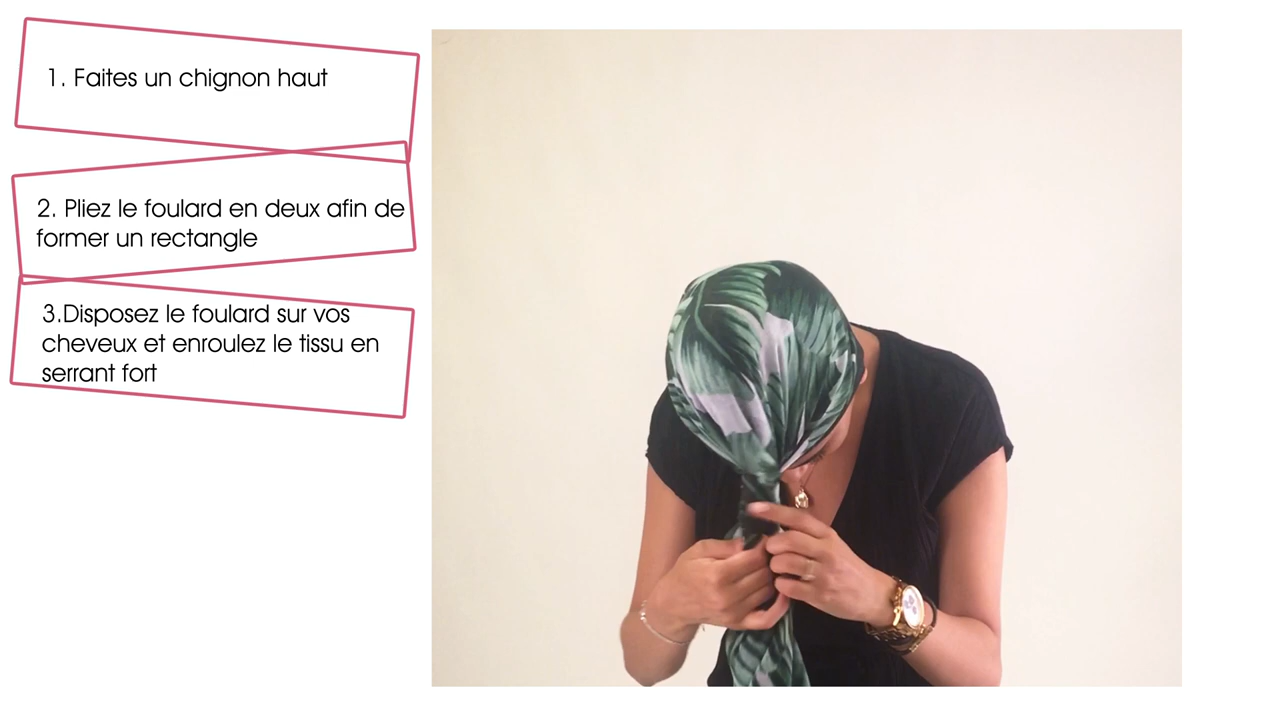 1. Faites un chignon haut
2. Pliez le foulard en deux afin de
former un rectangle
3.Disposez le foulard sur vos
cheveux et enroulez le tissu en
serrant fort